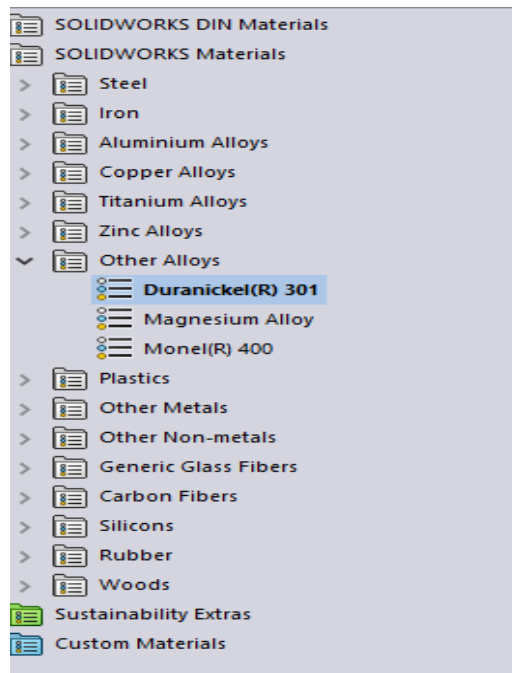 SOLIDWORKS DIN Materials
SOLIDWORKS Materials
Steel
Iron
Aluminium Alloys
Copper Alloys
Titanium Alloys
Zinc Alloys
Other Alloys
Duranickel(R) 301
Magnesium Alloy
Monel(R) 400
Plastics
Other Metals
Other Non-metals
Generic Glass Fibers
Carbon Fibers
Silicons
Rubber
Woods
Sustainability Extras
Custom Materials